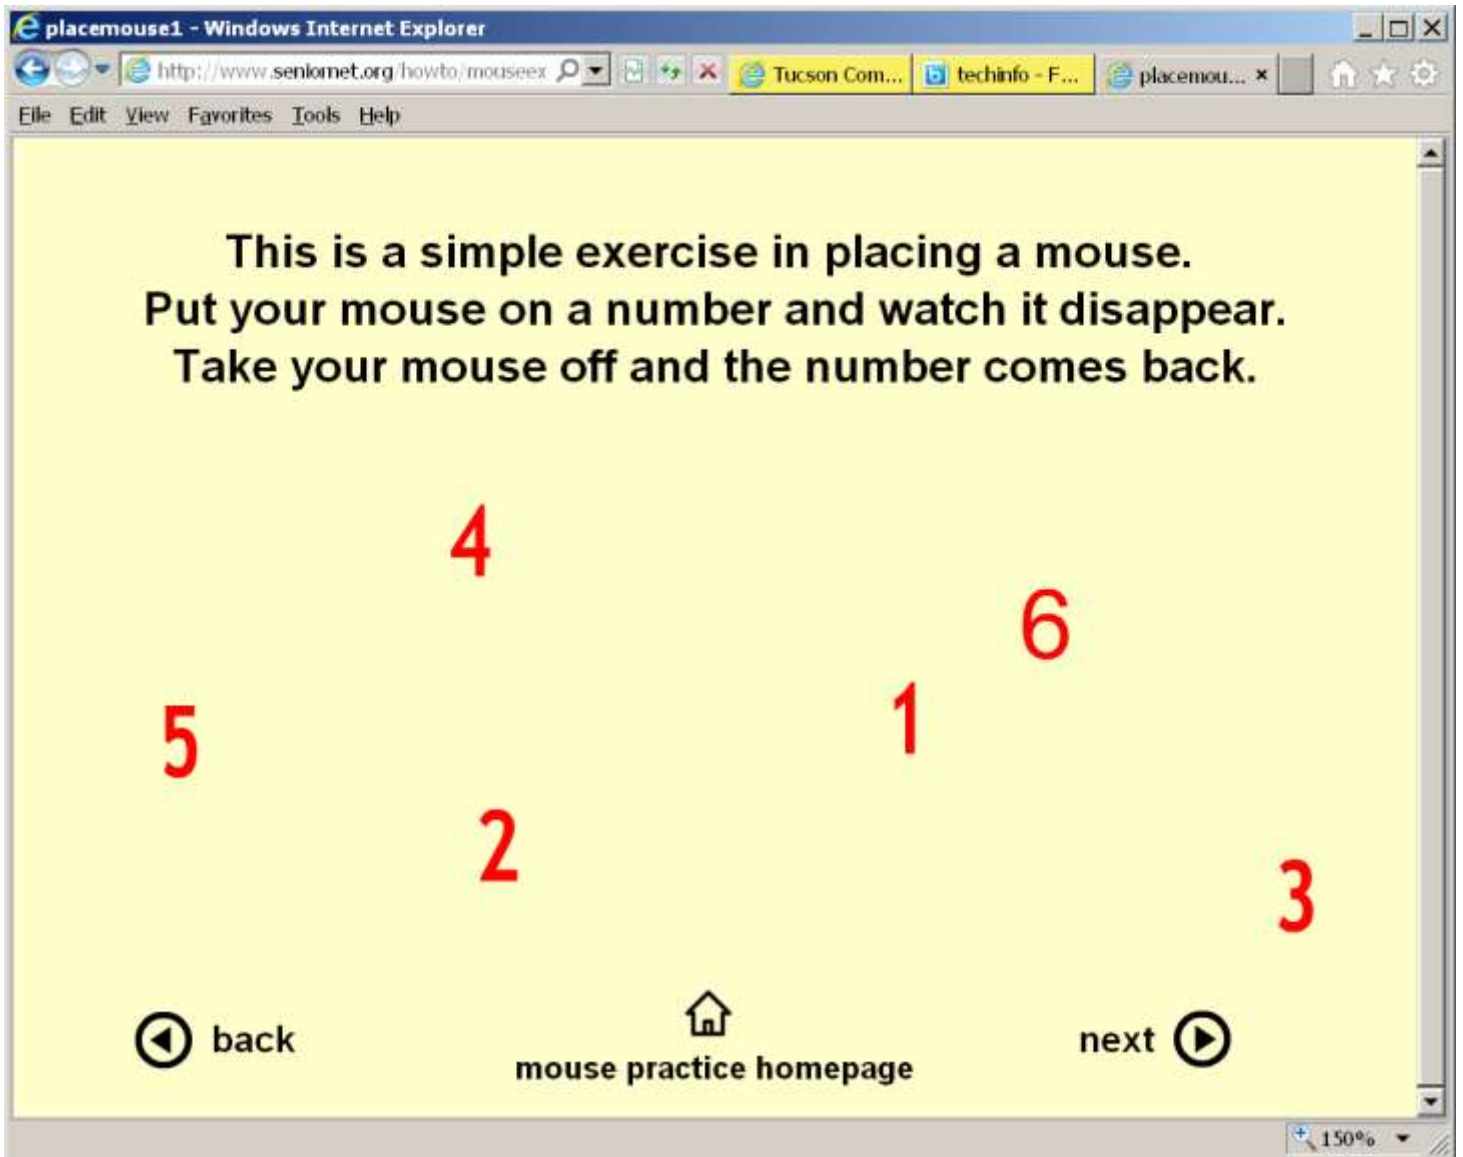 placemouse1 - Windows Internet Explorer
http://www.seniornet.org/howto/mouseex Tucson Com... techinfo - F... placemou...
File Edit View Favorites Tools Help
This is a simple exercise in placing a mouse.
Put your mouse on a number and watch it disappear.
Take your mouse off and the number comes back.
4
6
1
5
2
3
back
mouse practice homepage
next
150%